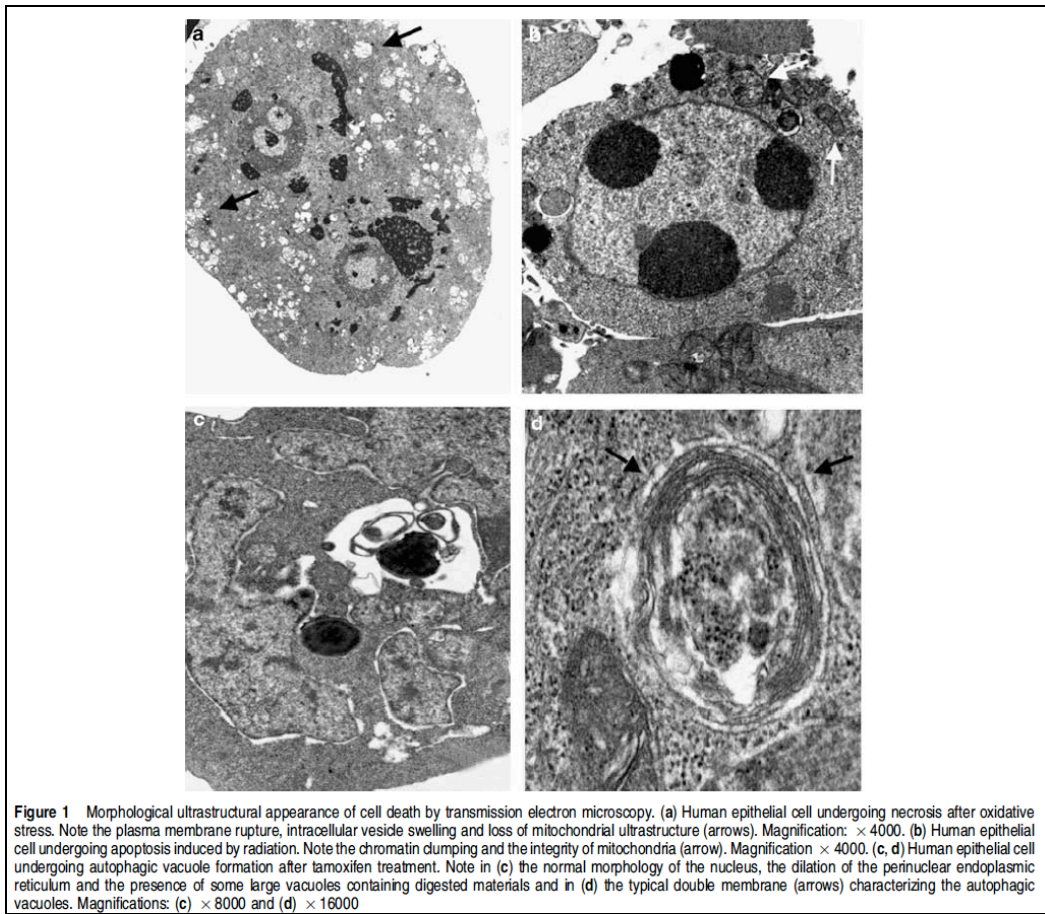 a
b
c
d
Figure 1 Morphological ultrastructural appearance of cell death by transmission electron microscopy. (a) Human epithelial cell undergoing necrosis after oxidative
stress. Note the plasma membrane rupture, intracellular vesicle swelling and loss of mitochondrial ultrastructure (arrows). Magnification: × 4000. (b) Human epithelial
cell undergoing apoptosis induced by radiation. Note the chromatin clumping and the integrity of mitochondria (arrow). Magnification × 4000. (c, d) Human epithelial cell
undergoing autophagic vacuole formation after tamoxifen treatment. Note in (c) the normal morphology of the nucleus, the dilation of the perinuclear endoplasmic
reticulum and the presence of some large vacuoles containing digested materials and in (d) the typical double membrane (arrows) characterizing the autophagic
vacuoles. Magnifications: (c) × 8000 and (d) × 16000